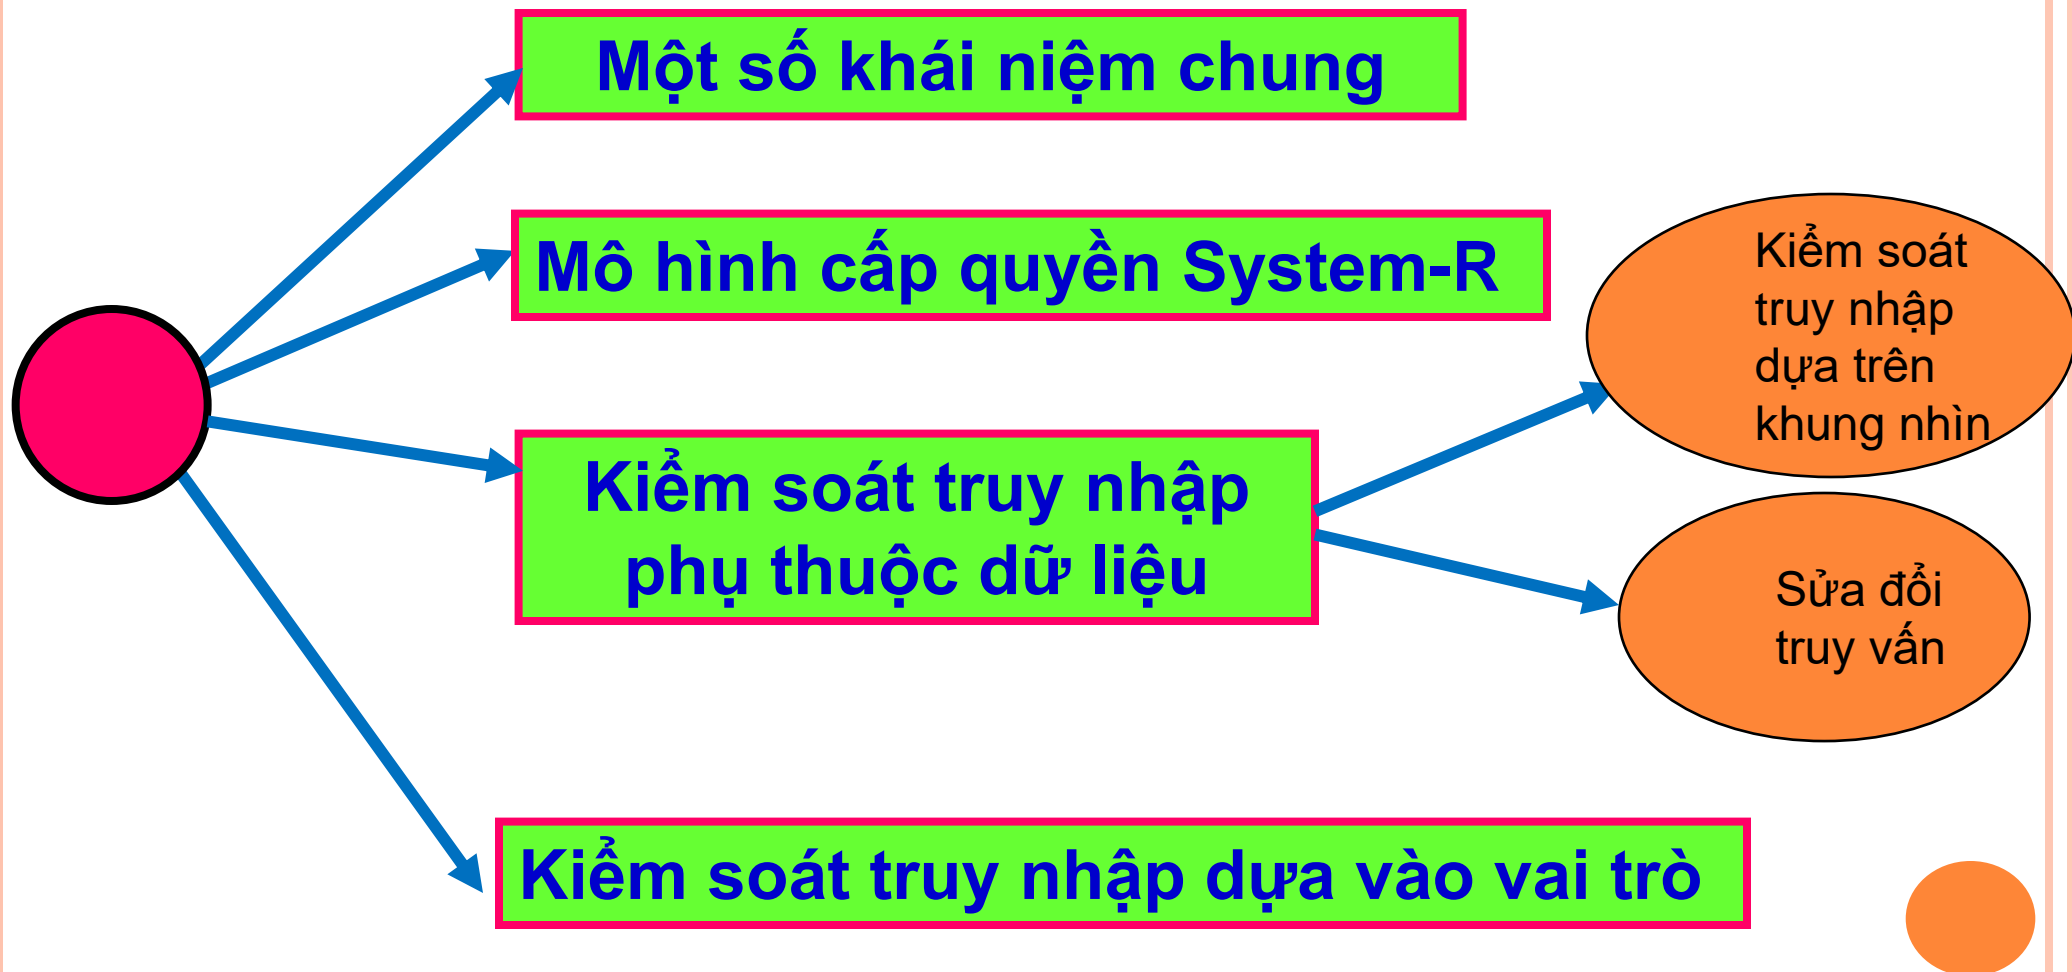 Một số khái niệm chung
Mô hình cấp quyền System-R
Kiểm soát truy nhập
phụ thuộc dữ liệu
Kiểm soát
truy nhập
dựa trên
khung nhìn
Sửa đổi
truy vấn
Kiểm soát truy nhập dựa vào vai trò